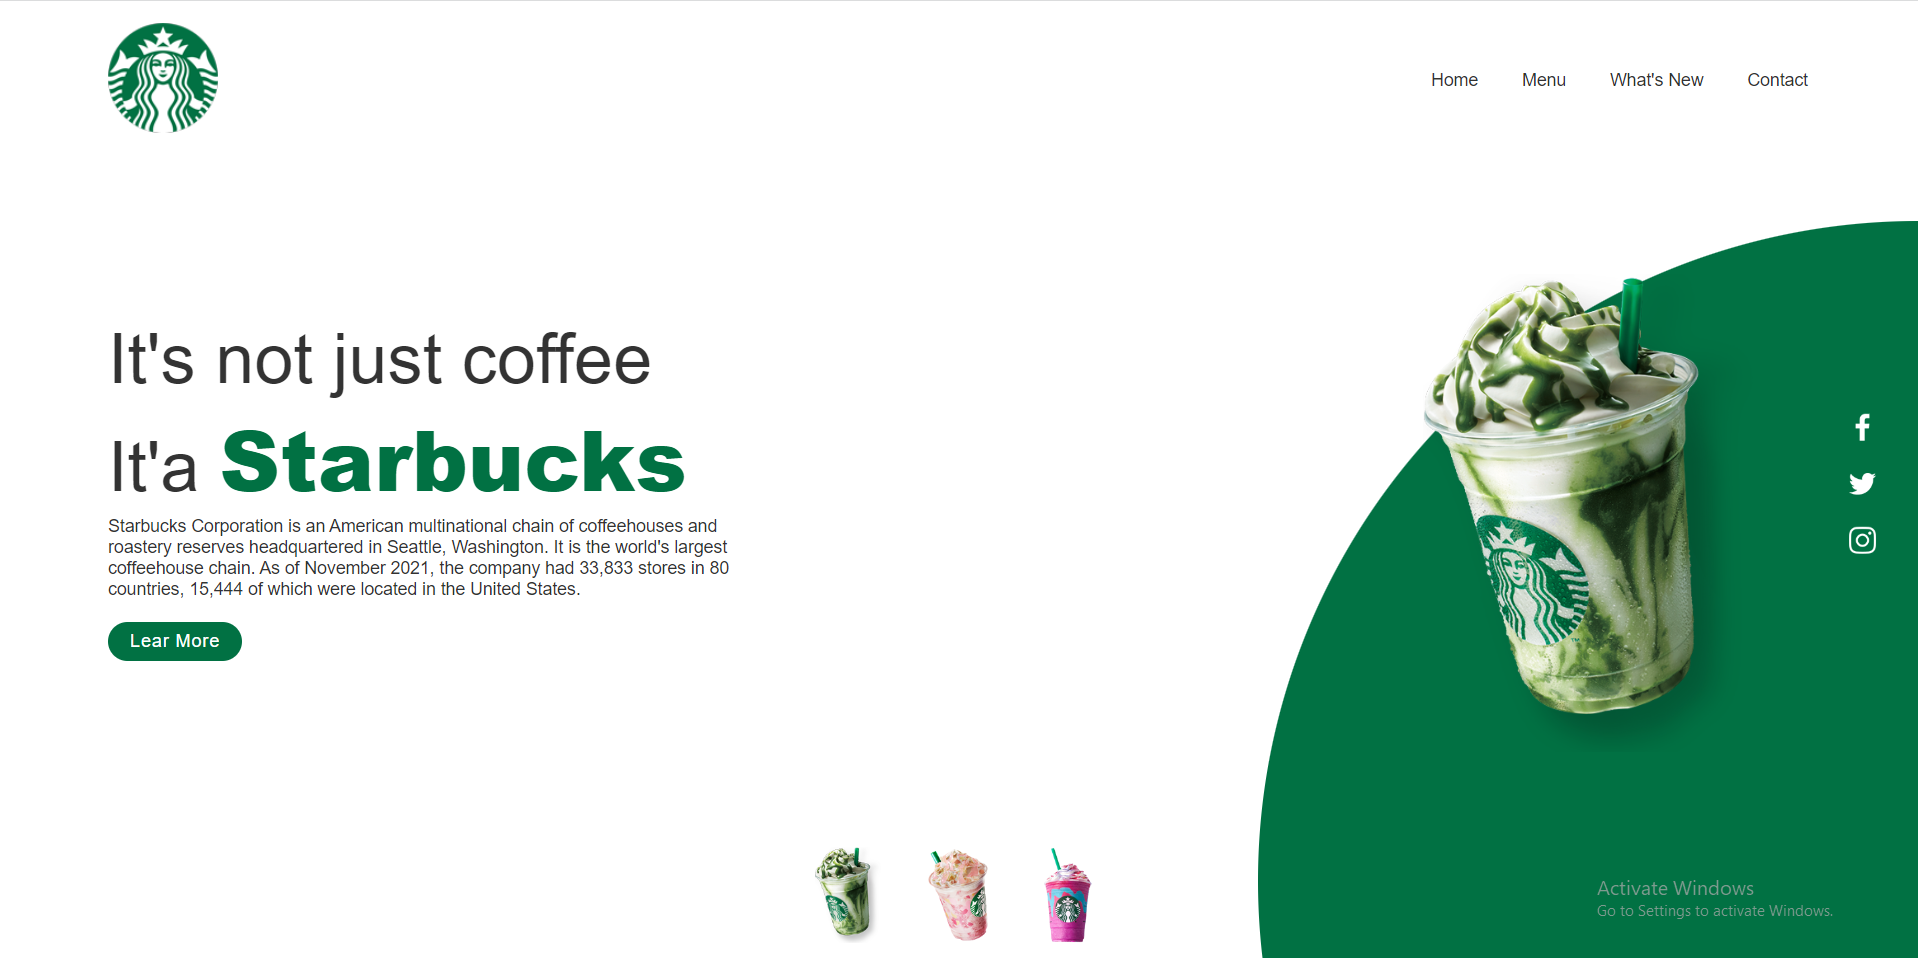 Home Menu What's New Contact
It's not just coffee
It'a Starbucks
Starbucks Corporation is an American multinational chain of coffeehouses and
roastery reserves headquartered in Seattle, Washington. It is the world's largest
coffeehouse chain. As of November 2021, the company had 33,833 stores in 80
countries, 15,444 of which were located in the United States.
Lear More
Activate Windows
Go to Settings to activate Windows.